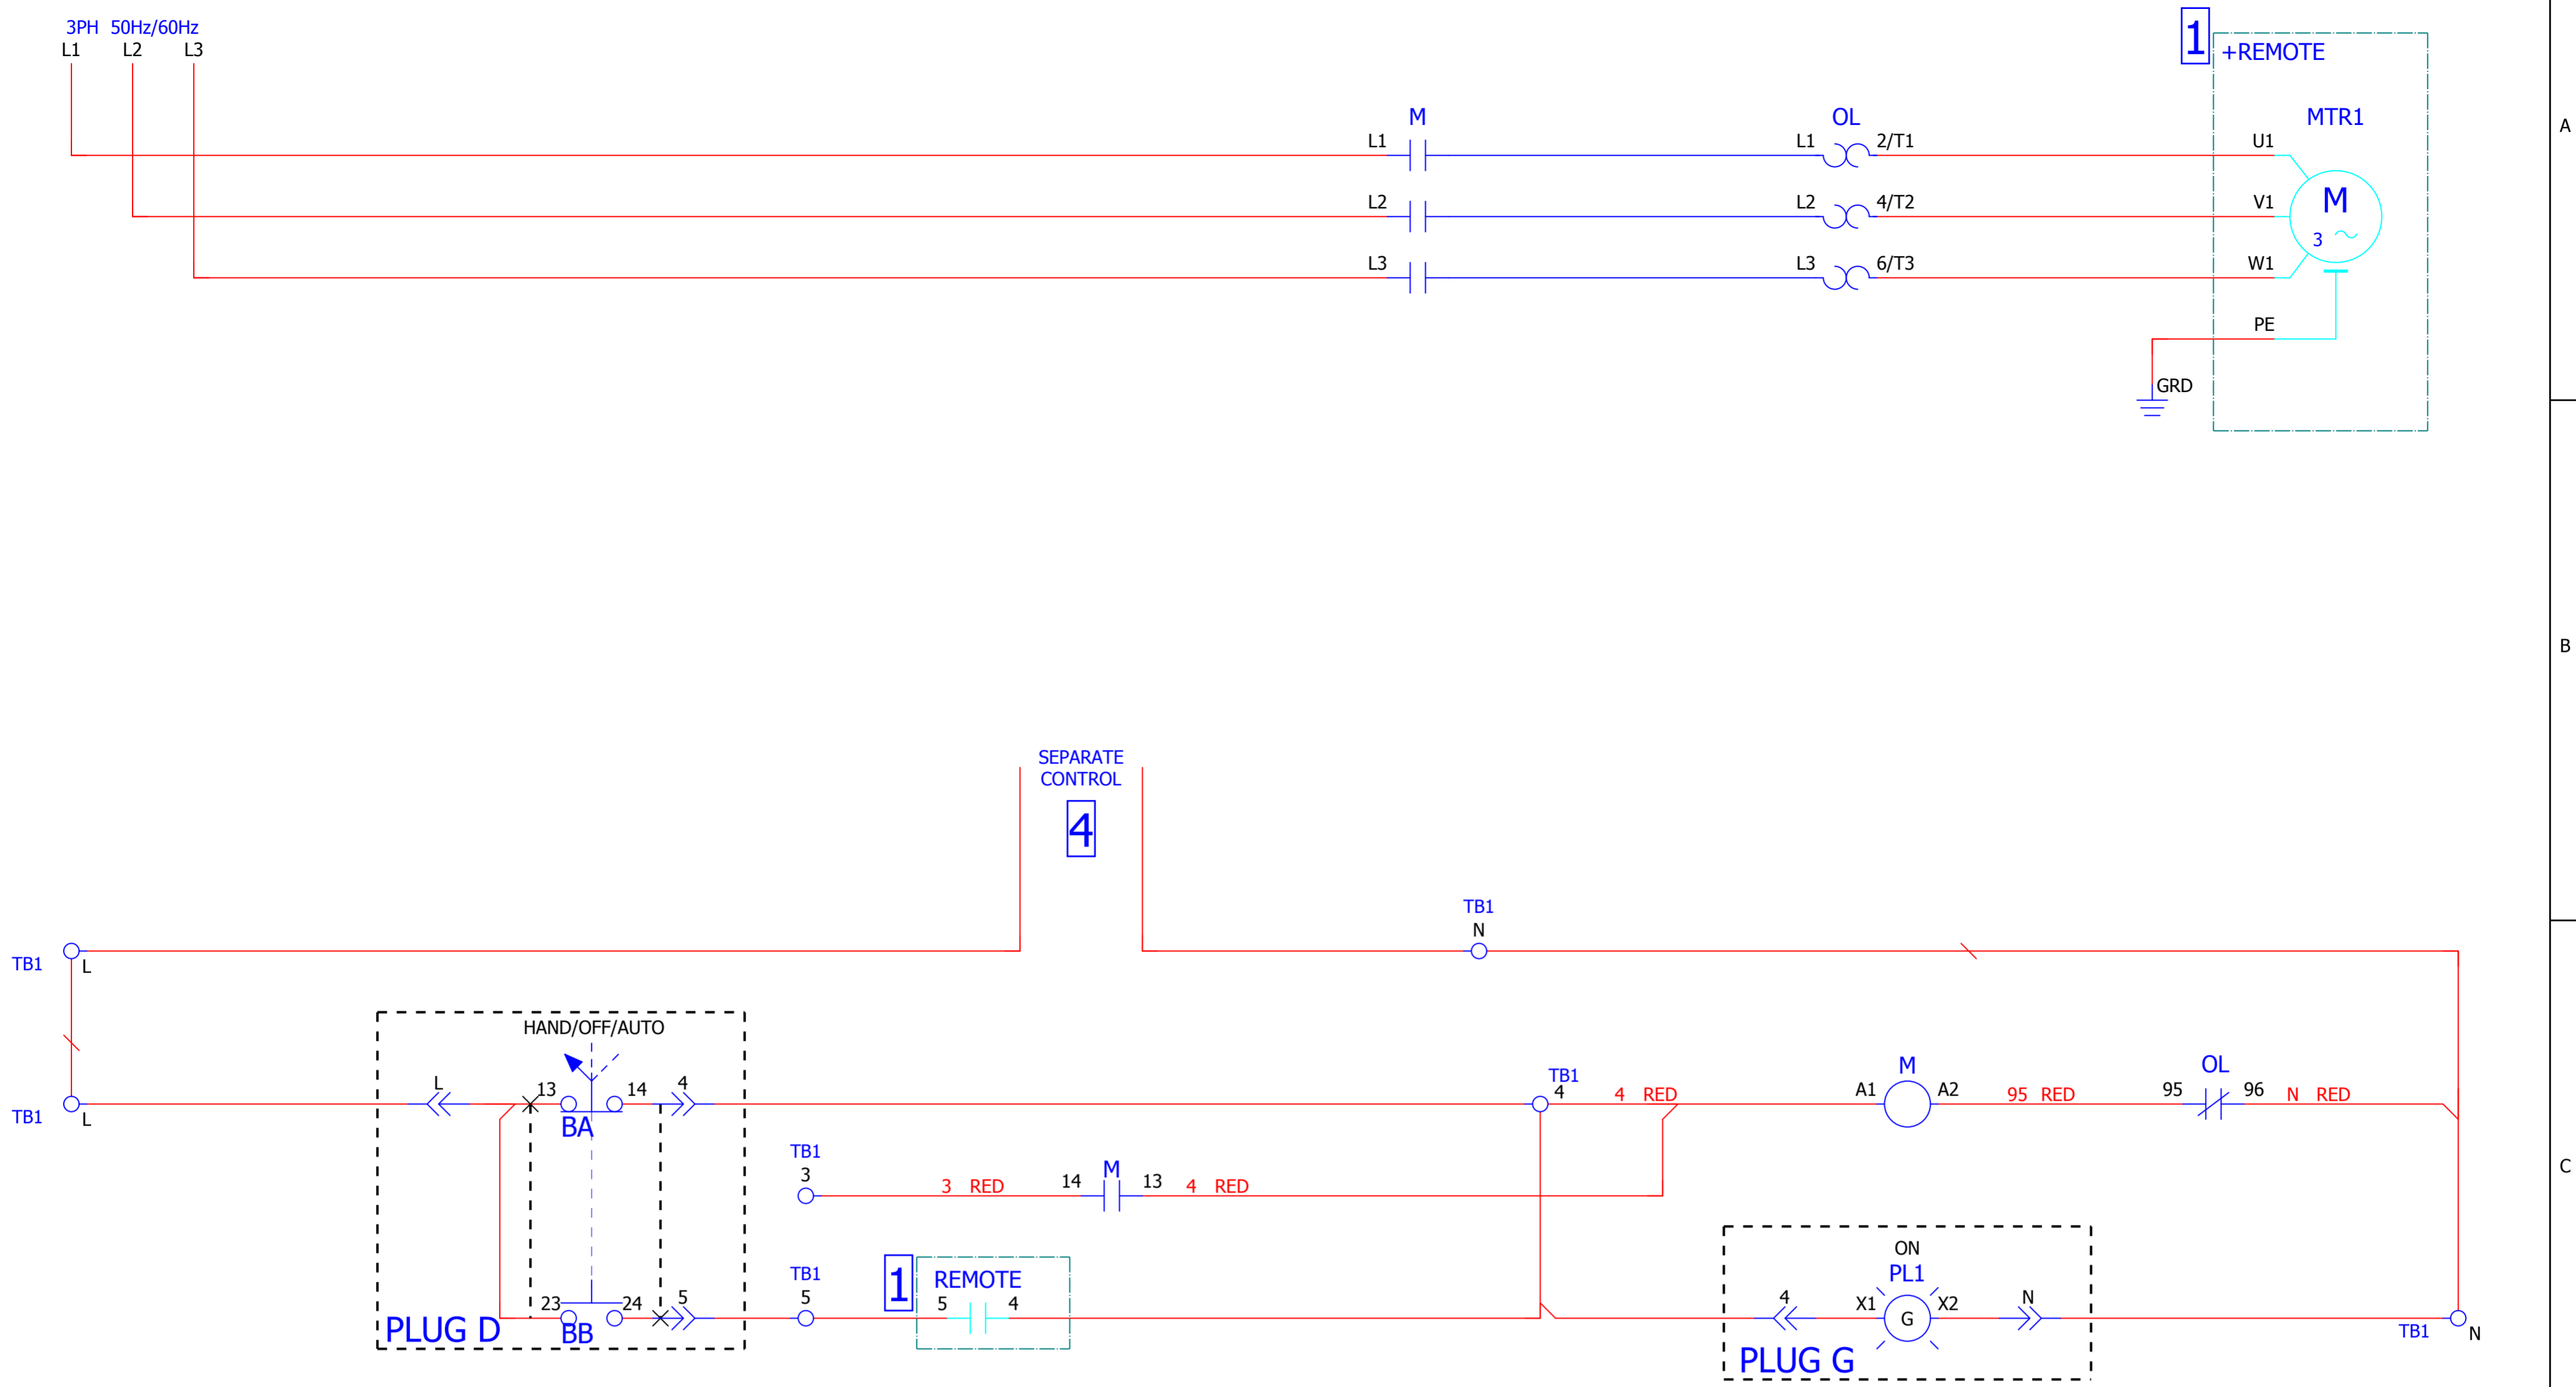 3PH 50Hz/60Hz
L1 L2 L3
1
+REMOTE
M OL MTR1
L1 L1 2/T1 U1
A
L2 L2 4/T2 V1
M
3
L3 L3 6/T3 W1
PE
GRD
B
SEPARATE
CONTROL
4
TB1
N
TB1 L
HAND/OFF/AUTO
L 13 14 4
TB1 L
BA
TB1
4
4 RED
M
A1 A2
95 RED
OL
95 96
N RED
TB1
3
3 RED
M
14 13
4 RED
C
TB1
5
23 24 5
BB
PLUG D
1
REMOTE
5 4
ON
PL1
4 X1 G X2 N
PLUG G
TB1 N